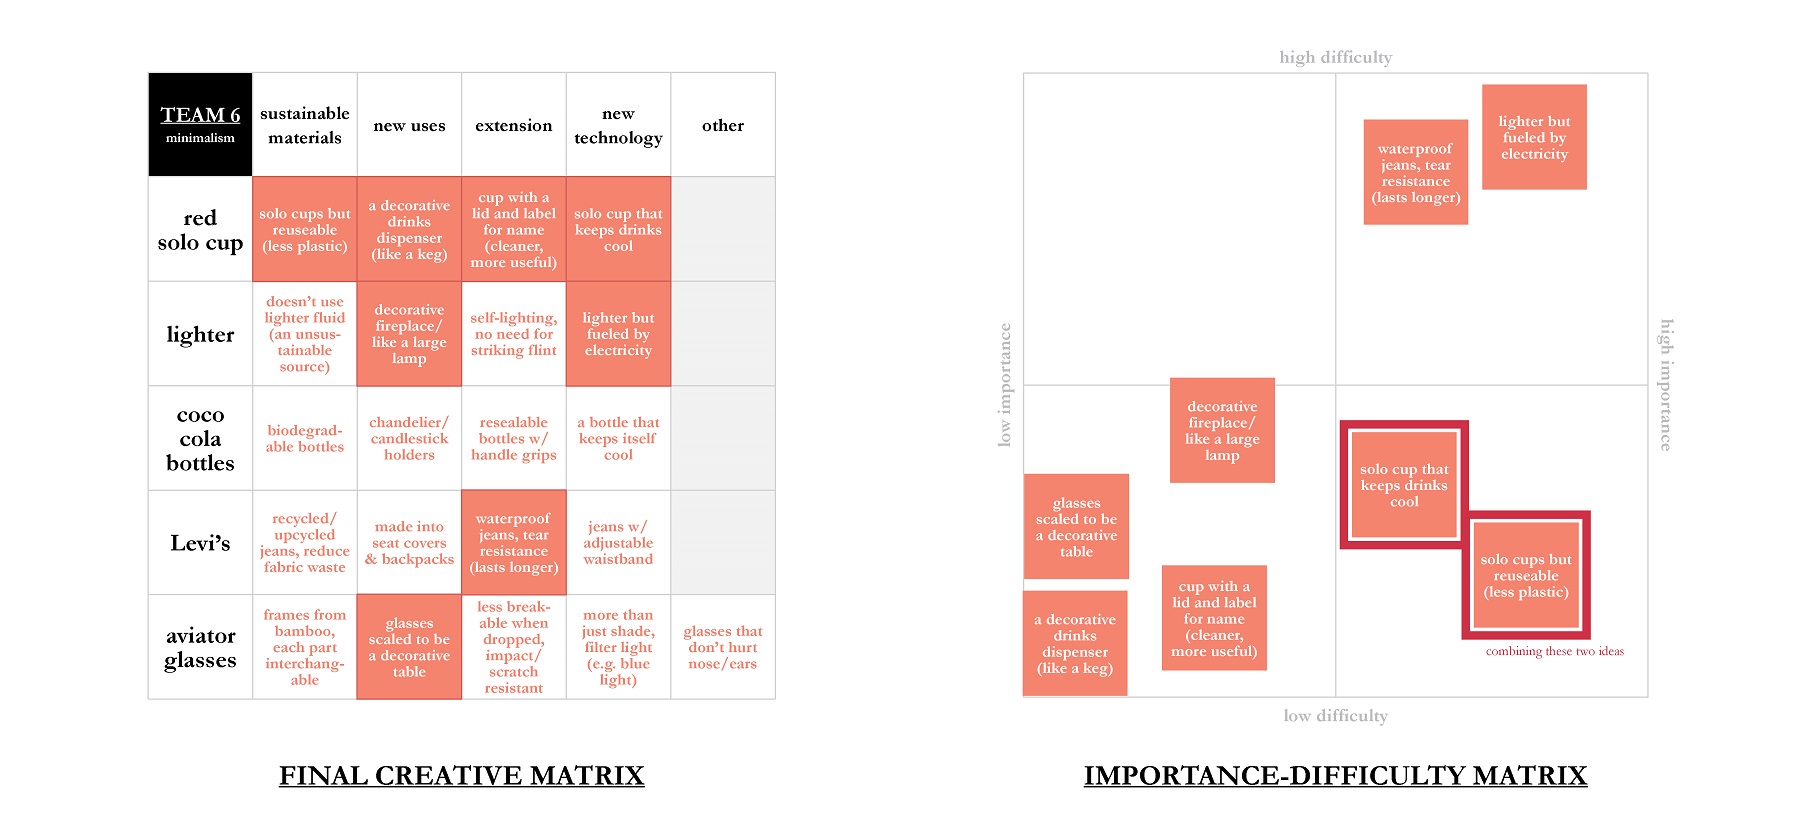 TEAM 6
minimalism
sustainable
materials
new uses
extension
new
technology
other
red
solo cup
solo cups but
reuseable
(less plastic)
a decorative
drinks
dispenser
(like a keg)
cup with a
lid and label
for name
(cleaner,
more useful)
solo cup that
keeps drinks
cool
lighter
doesn't use
lighter fluid
(an unsus-
tainable
source)
decorative
fireplace/
like a large
lamp
self-lighting,
no need for
striking flint
lighter but
fueled by
electricity
coco
cola
bottles
biodegrad-
able bottles
chandelier/
candlestick
holders
resealable
bottles w/
handle grips
a bottle that
keeps itself
cool
Levi's
recycled/
upcycled
jeans, reduce
fabric waste
made into
seat covers
& backpacks
waterproof
jeans, tear
resistance
(lasts longer)
jeans w/
adjustable
waistband
aviator
glasses
frames from
bamboo,
each part
interchang-
able
glasses
scaled to be
a decorative
table
less break-
able when
dropped,
impact/
scratch
resistant
more than
just shade,
filter light
(e.g. blue
light)
glasses that
don't hurt
nose/ears
FINAL CREATIVE MATRIX
high difficulty
lighter but
fueled by
electricity
waterproof
jeans, tear
resistance
(lasts longer)
low importance
high importance
decorative
fireplace/
like a large
lamp
solo cup that
keeps drinks
cool
glasses
scaled to be
a decorative
table
solo cups but
reuseable
(less plastic)
cup with a
lid and label
for name
(cleaner,
more useful)
a decorative
drinks
dispenser
(like a keg)
combining these two ideas
low difficulty
IMPORTANCE-DIFFICULTY MATRIX